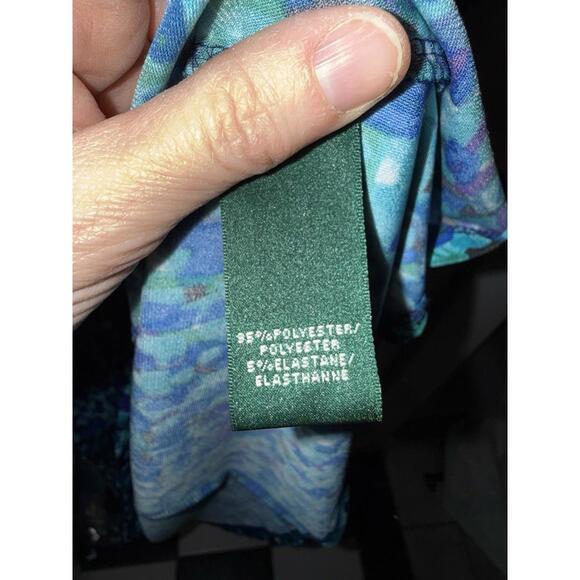 95%POLYESTER/
POLYESTER
5%ELASTANE/
ELASTHANNE